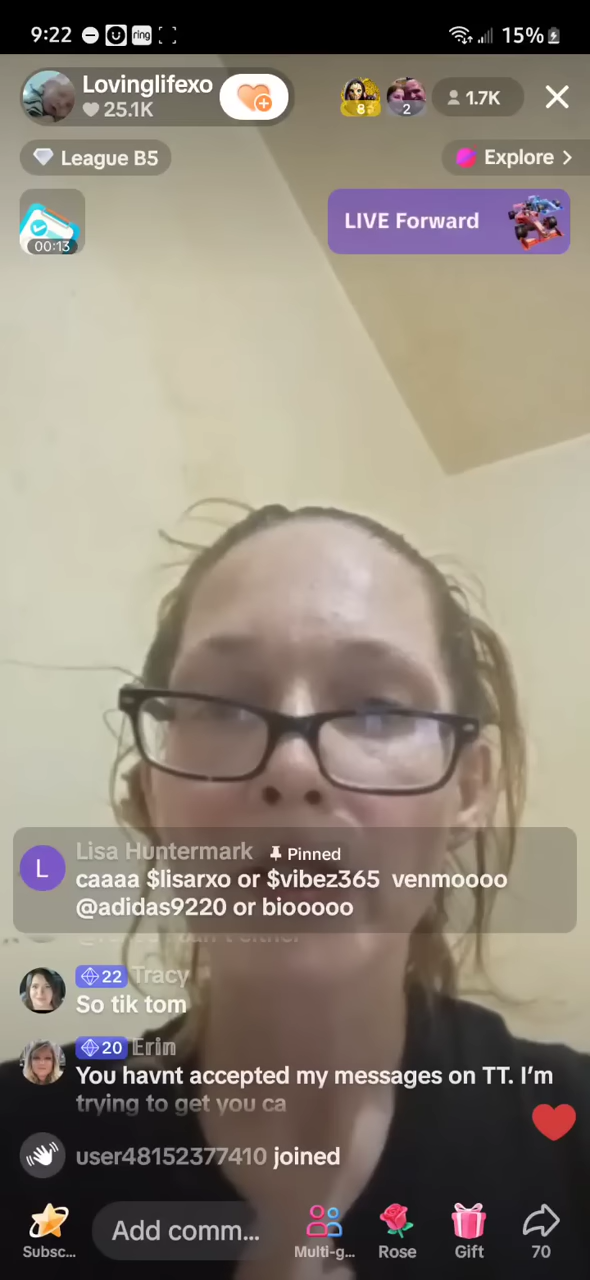 9:22
ring
15%
Lovinglifexo
25.1K
8
2
1.7K
League B5
Explore
00:13
LIVE Forward
Lisa Huntermark Pinned
L
caaaa $lisarxo or $vibez365 venmoooo
@adidas9220 or biooooo
22 Tracy
So tik tom
20 Erin
You havnt accepted my messages on TT. I'm
trying to get you ca
user48152377410 joined
Subsc...
Add comm...
Multi-g...
Rose
Gift
70